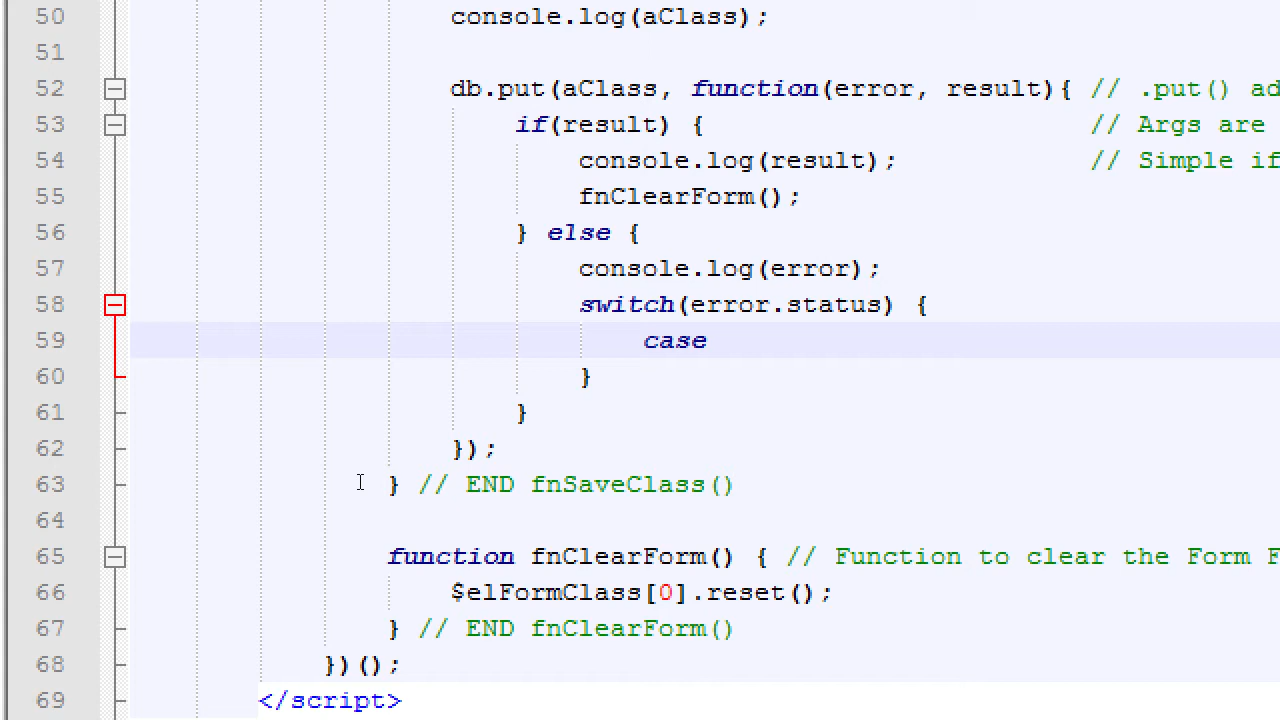 50 console.log(aClass);
51
52 db.put(aClass, function(error, result){ // .put() ad
53 if(result) { // Args are
54 console.log(result); // Simple if
55 fnClearForm();
56 } else {
57 console.log(error);
58 switch(error.status) {
59 case
60 }
61 }
62 });
63 } // END fnSaveClass()
64
65 function fnClearForm() { // Function to clear the Form F
66 $elFormClass[0].reset();
67 } // END fnClearForm()
68 })();
69 </script>